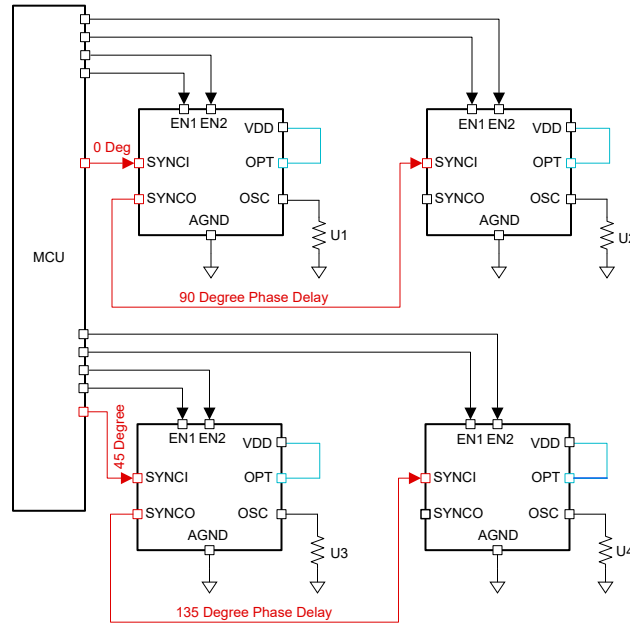 EN1 EN2
VDD
0 Deg
SYNCI
OPT
SYNCO
OSC
AGND
U1
EN1 EN2
VDD
SYNCI
OPT
SYNCO
OSC
AGND
U2
MCU
90 Degree Phase Delay
EN1 EN2
VDD
45 Degree
SYNCI
OPT
SYNCO
OSC
AGND
U3
EN1 EN2
VDD
SYNCI
OPT
SYNCO
OSC
AGND
U4
135 Degree Phase Delay